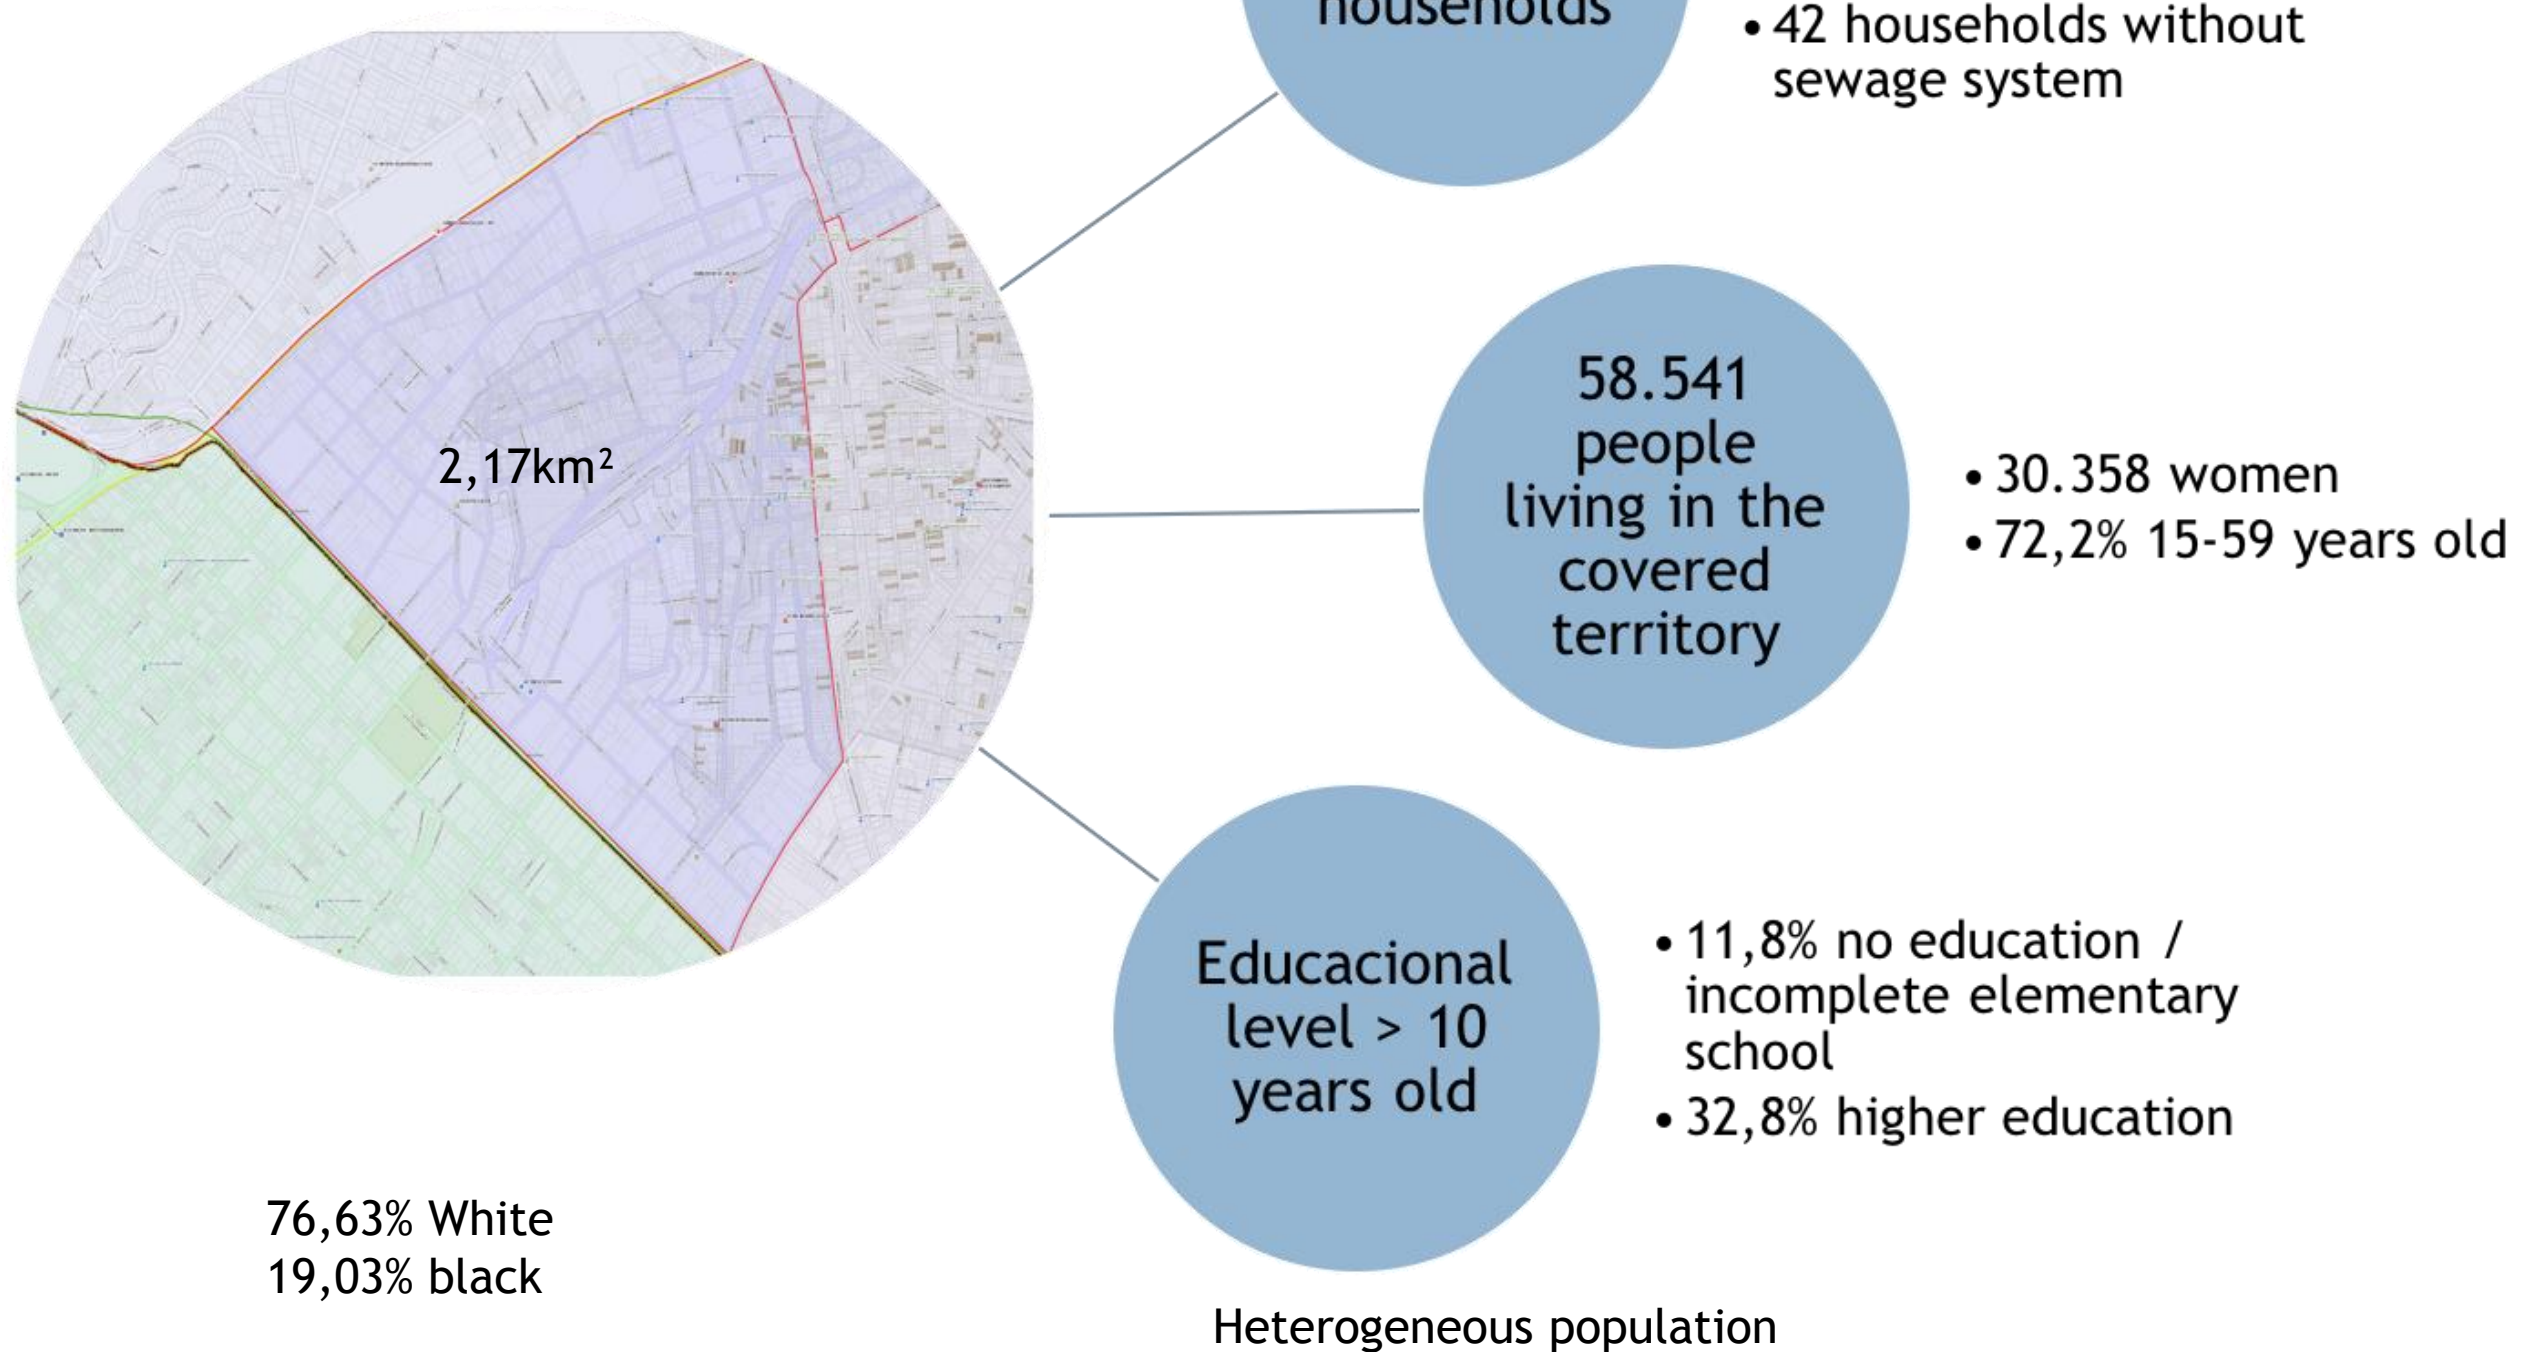 households
• 42 households without
sewage system
2,17km²
58.541
people
living in the
covered
territory
• 30.358 women
• 72,2% 15-59 years old
Educacional
level > 10
years old
• 11,8% no education /
incomplete elementary
school
• 32,8% higher education
76,63% White
19,03% black
Heterogeneous population